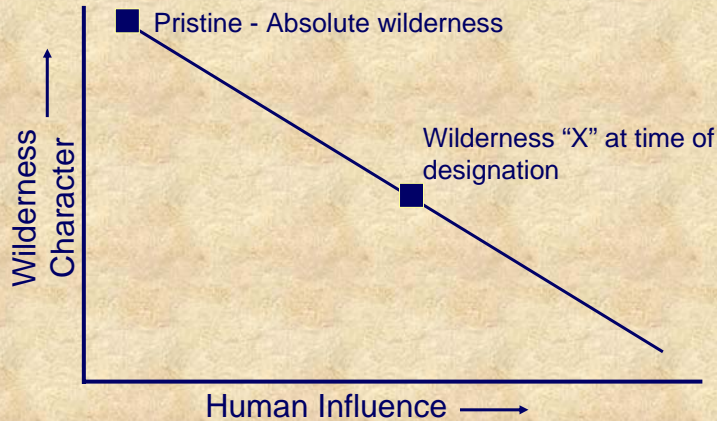 Pristine - Absolute wilderness
Wilderness “X” at time of
designation
Wilderness
Character
Human Influence